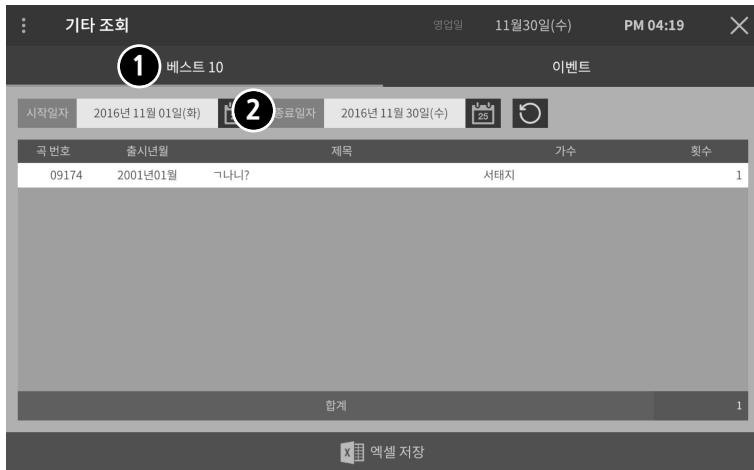 기타 조회 영업일 11월30일(수) PM 04:19
1 베스트 10 이벤트
시작일자 2016년 11월 01일(화) 2 종료일자 2016년 11월 30일(수) 25
곡 번호 출시년월 제목 가수 횟수
09174 2001년01월 ㄱ나니? 서태지 1
합계 1
엑셀 저장